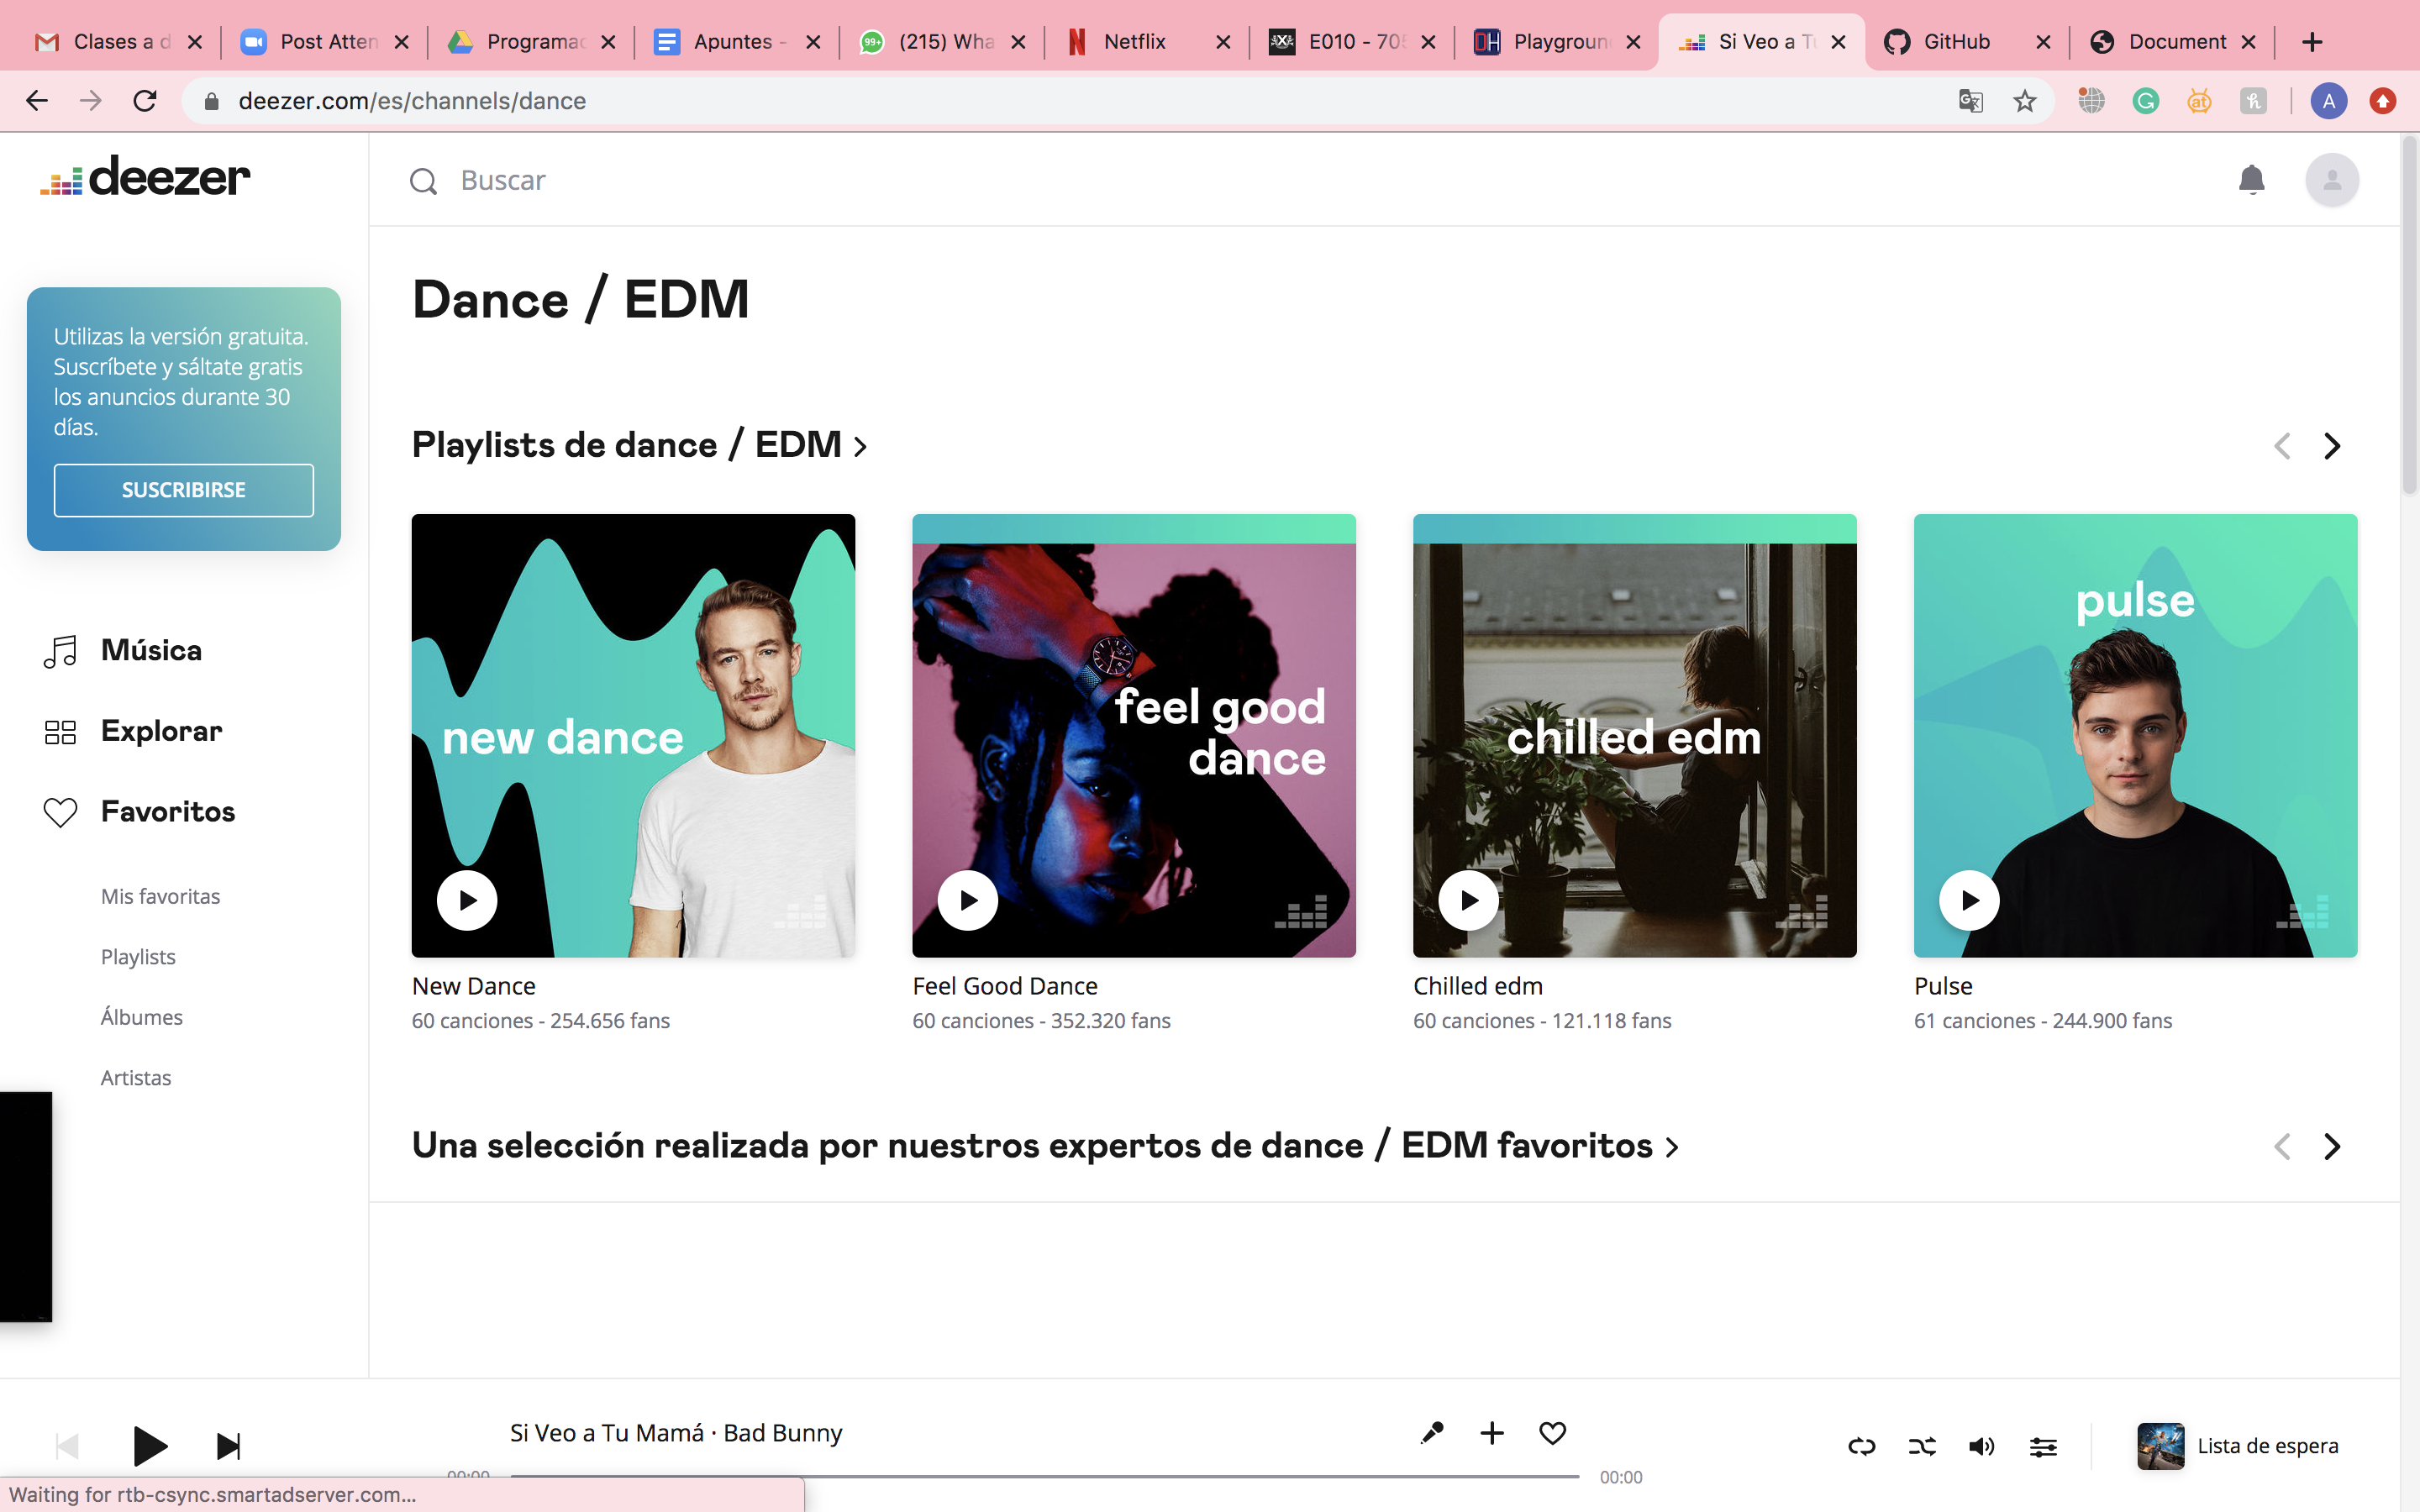 Clases a d
Post Atten
Programac
Apuntes -
99+
(215) Wha
Netflix
E010 - 705
DH
Playground
Si Veo a Tu
GitHub
Document
deezer.com/es/channels/dance
A
deezer
Buscar
Utilizas la versión gratuita.
Suscríbete y sáltate gratis
los anuncios durante 30
días.
SUSCRIBIRSE
Música
Explorar
Favoritos
Mis favoritas
Playlists
Álbumes
Artistas
Dance / EDM
Playlists de dance / EDM
new dance
feel good
dance
chilled edm
pulse
New Dance
60 canciones - 254.656 fans
Feel Good Dance
60 canciones - 352.320 fans
Chilled edm
60 canciones - 121.118 fans
Pulse
61 canciones - 244.900 fans
Una selección realizada por nuestros expertos de dance / EDM favoritos
Si Veo a Tu Mamá · Bad Bunny
00:00
00:00
Lista de espera
Waiting for rtb-csync.smartadserver.com...